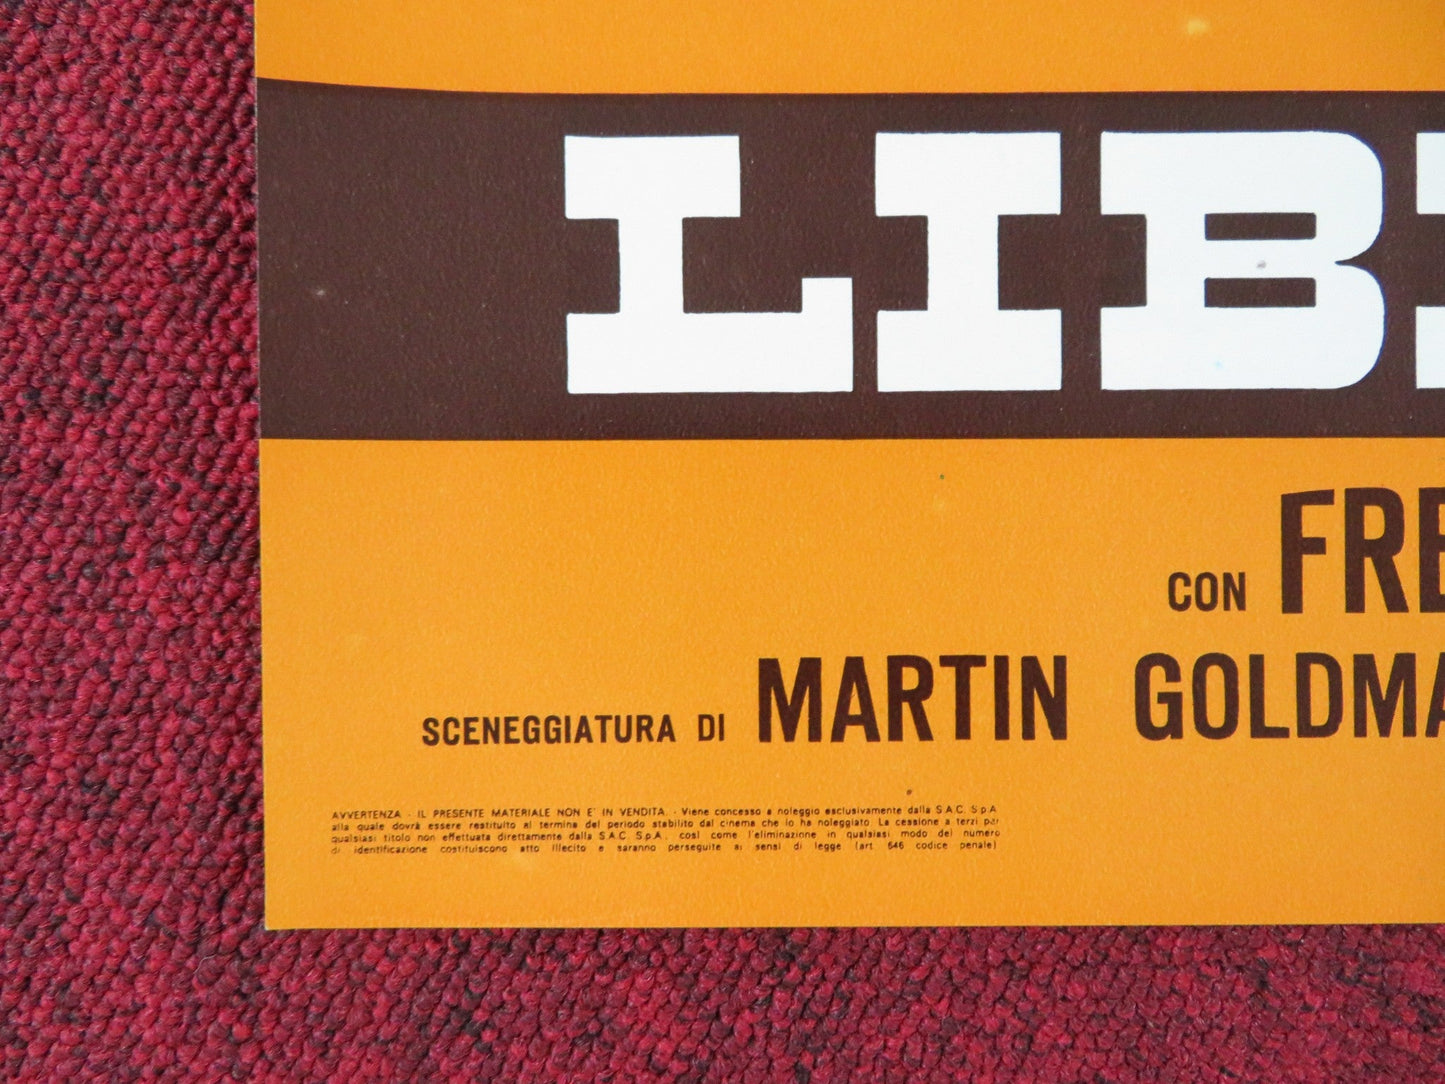 LIB
CON FRE
SCENEGGIATURA DI MARTIN GOLDMA
AVVERTENZA - IL PRESENTE MATERIALE NON E' IN VENDITA. - Viene concesso a noleggio esclusivamente dalla S.A.C. S.p.A
alla quale dovrà essere restituito al termine del periodo stabilito dal cinema che lo ha noleggiato. La cessione a terzi per
qualsiasi titolo non effettuata direttamente dalla S.A.C. S.p.A., così come l'eliminazione in qualsiasi modo del numero
di identificazione costituiscono atto illecito e saranno perseguite ai sensi di legge (art. 646 codice penale)